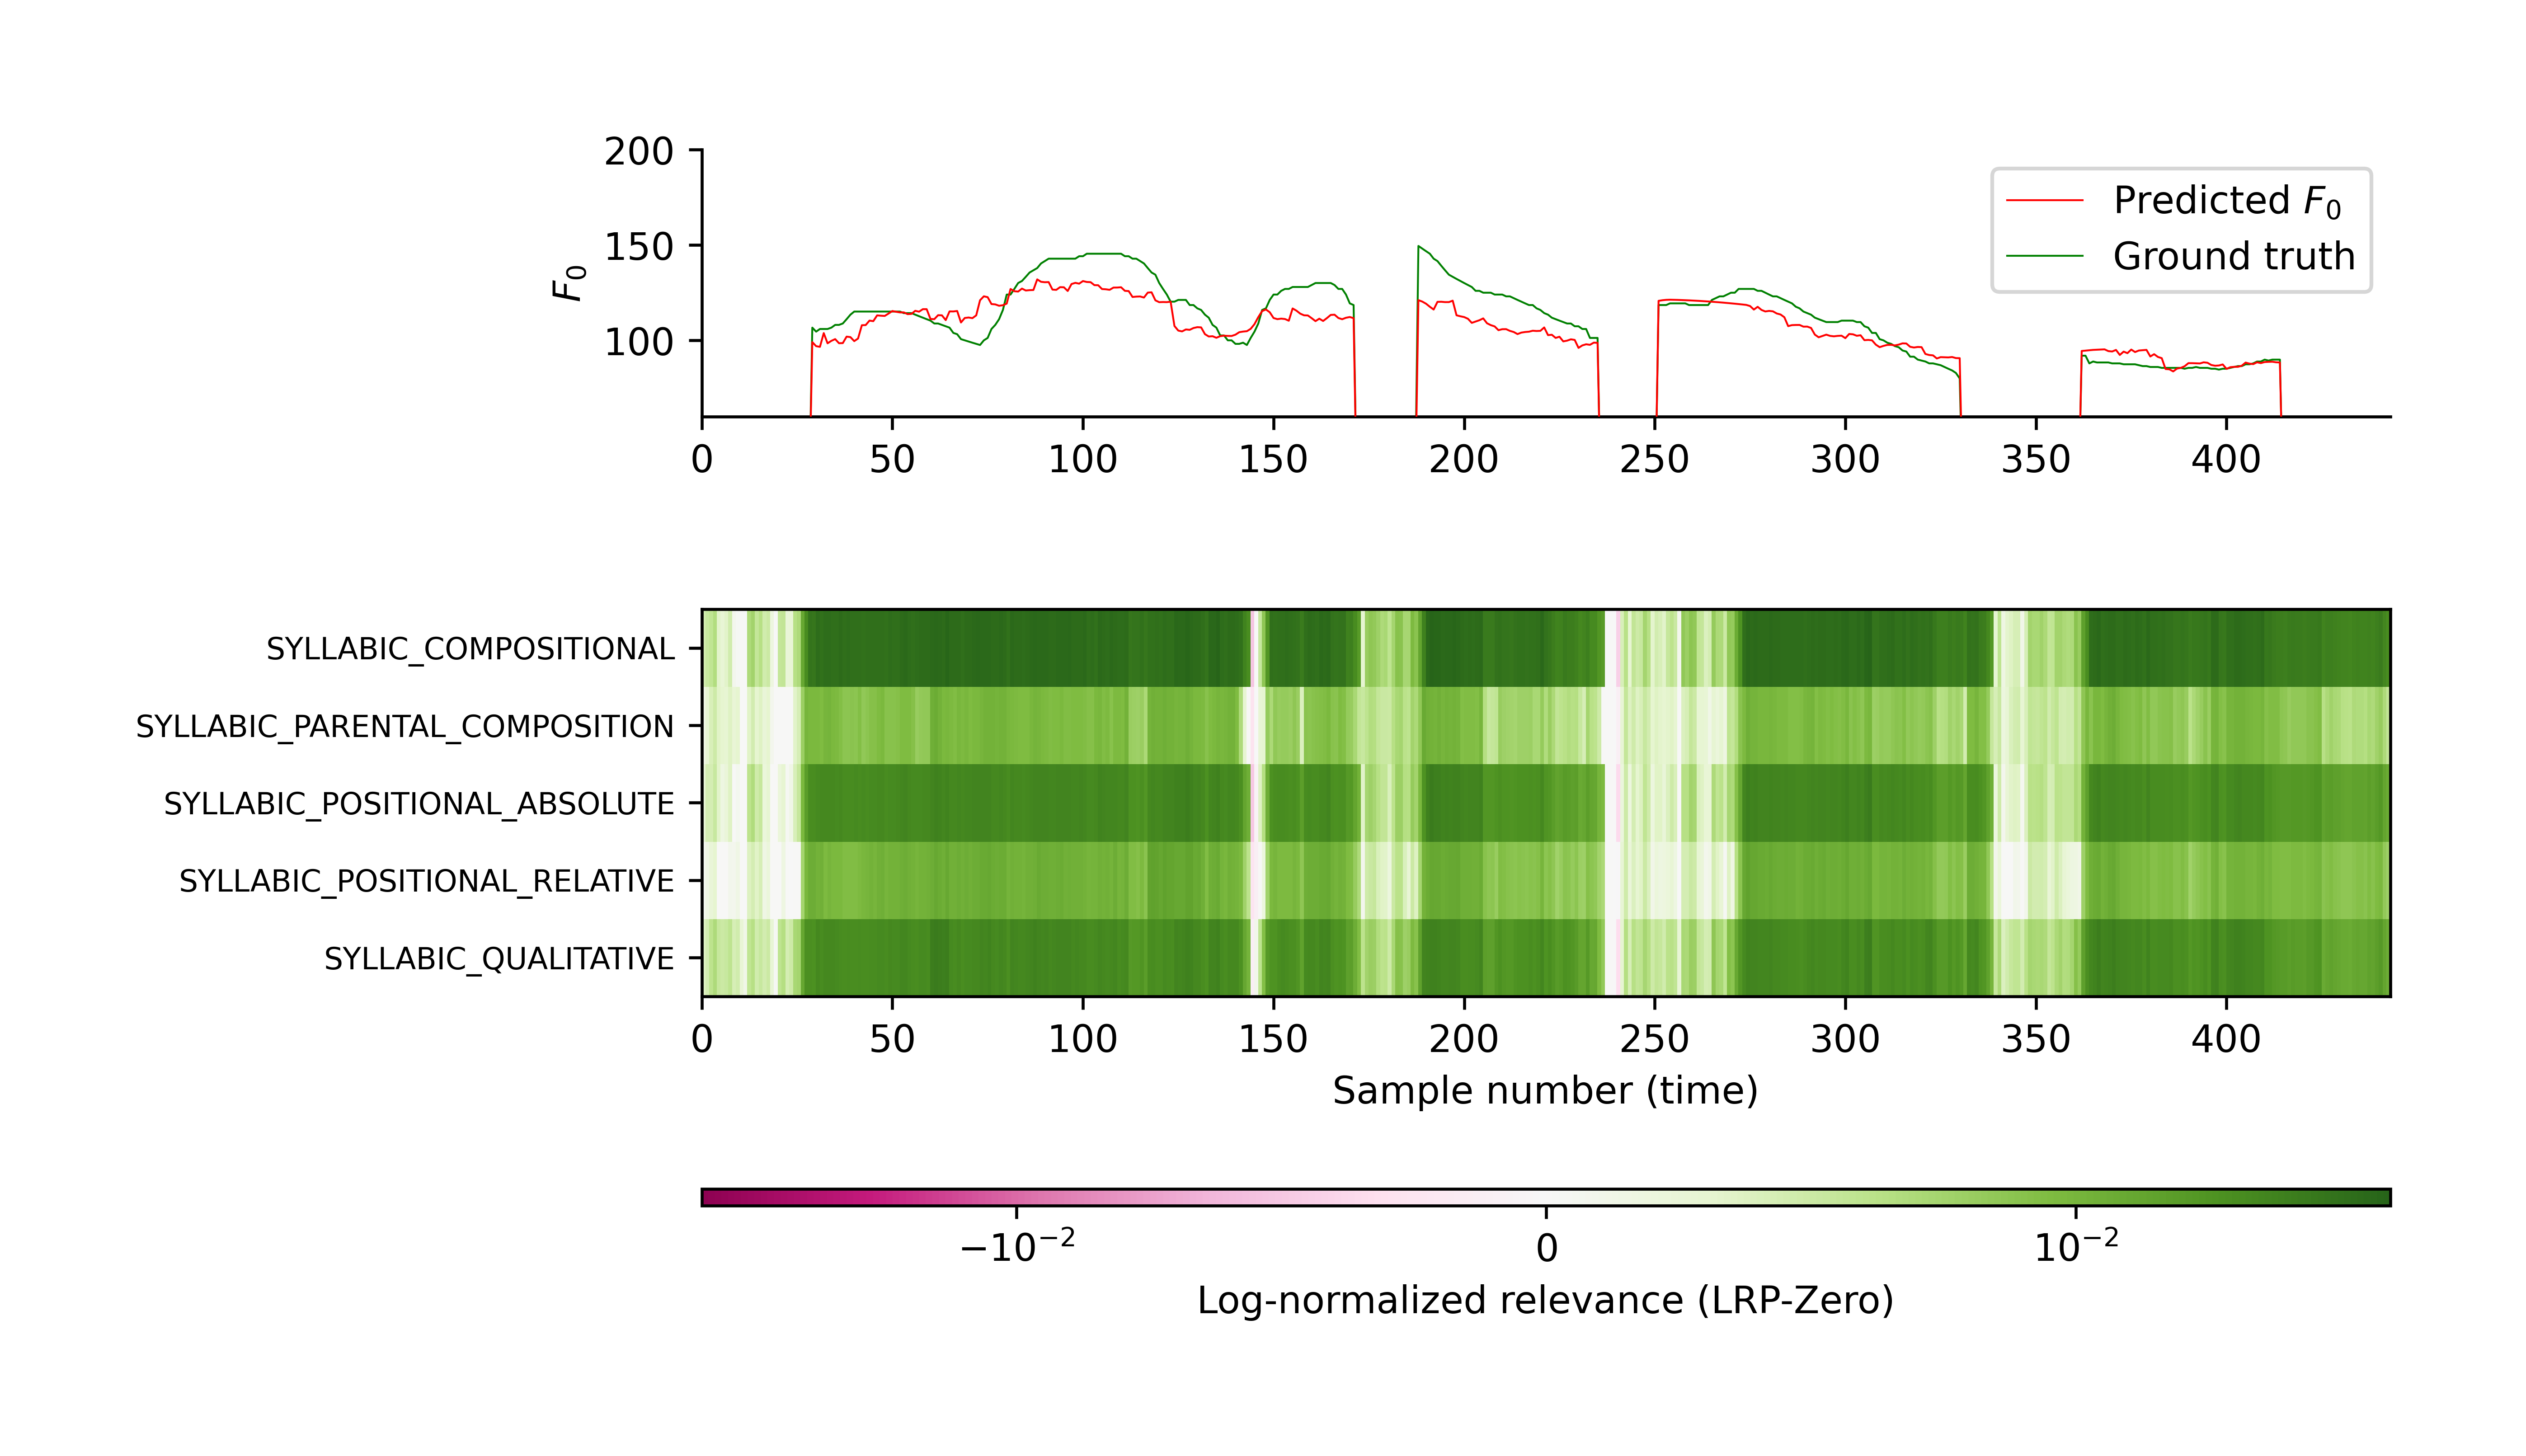 200
150
100
F₀
Predicted F₀
Ground truth
0 50 100 150 200 250 300 350 400
SYLLABIC_COMPOSITIONAL
SYLLABIC_PARENTAL_COMPOSITION
SYLLABIC_POSITIONAL_ABSOLUTE
SYLLABIC_POSITIONAL_RELATIVE
SYLLABIC_QUALITATIVE
0 50 100 150 200 250 300 350 400
Sample number (time)
−10⁻² 0 10⁻²
Log-normalized relevance (LRP-Zero)